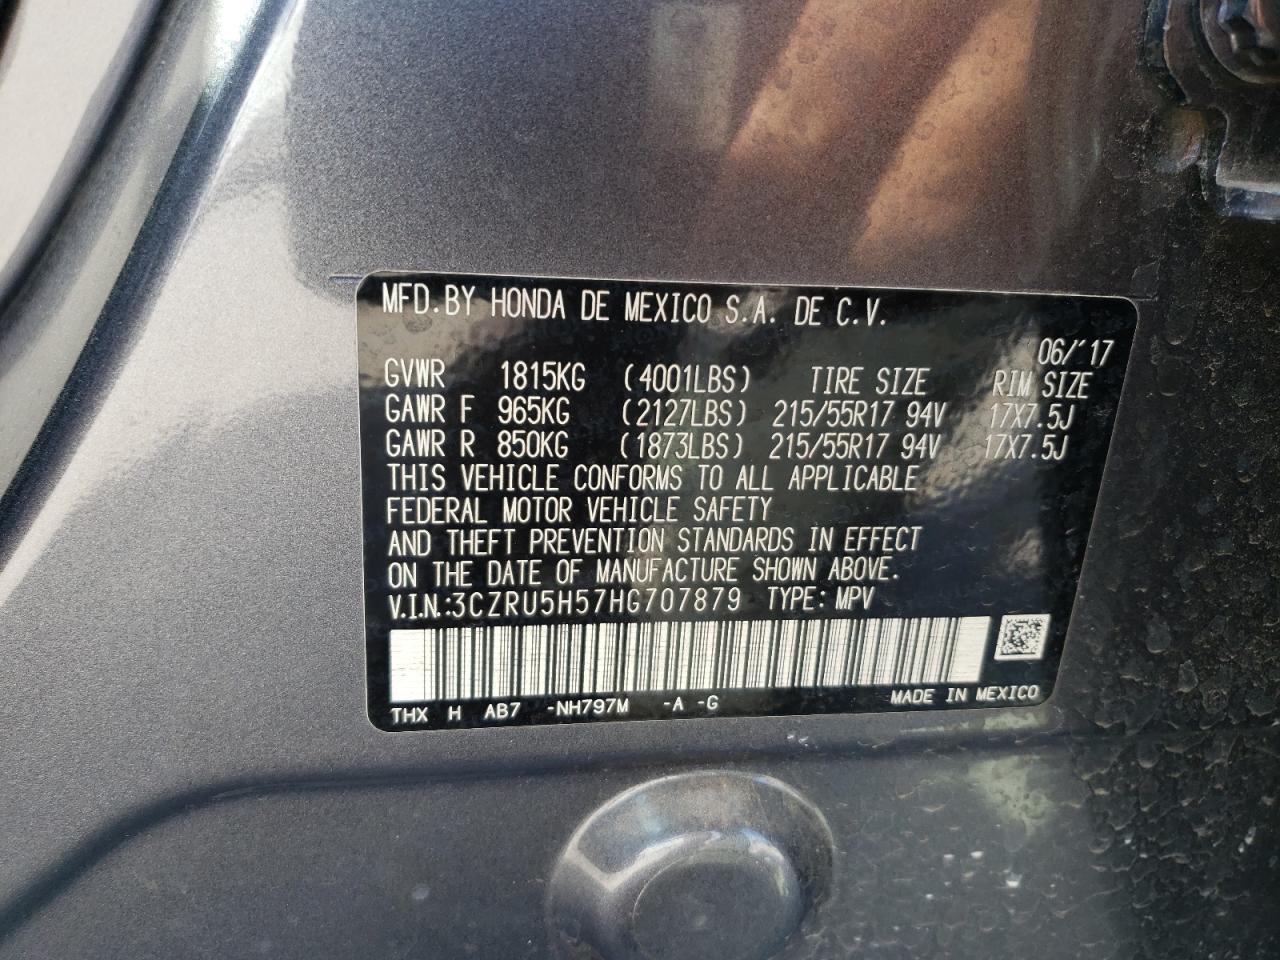 MFD.BY HONDA DE MEXICO S.A. DE C.V.
06/'17
GVWR 1815KG (4001LBS) TIRE SIZE RIM SIZE
GAWR F 965KG (2127LBS) 215/55R17 94V 17X7.5J
GAWR R 850KG (1873LBS) 215/55R17 94V 17X7.5J
THIS VEHICLE CONFORMS TO ALL APPLICABLE
FEDERAL MOTOR VEHICLE SAFETY
AND THEFT PREVENTION STANDARDS IN EFFECT
ON THE DATE OF MANUFACTURE SHOWN ABOVE.
V.I.N.:3CZRU5H57HG707879 TYPE: MPV
THX H AB7 -NH797M -A -G MADE IN MEXICO